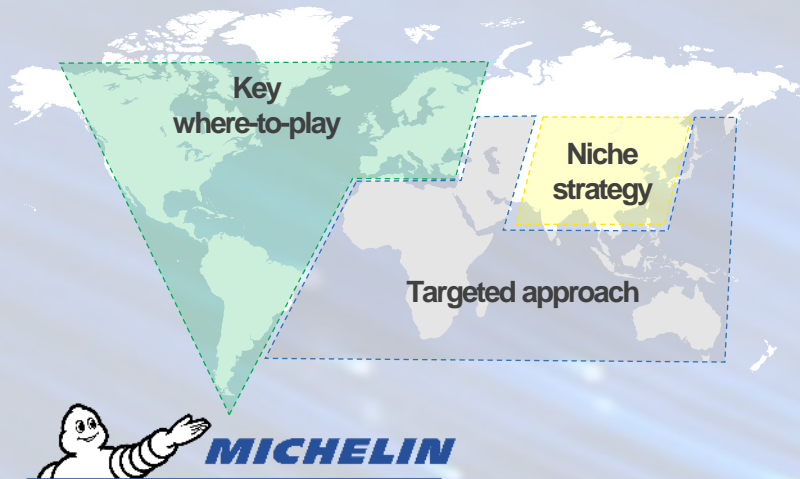 Key
where-to-play
Niche
strategy
Targeted approach
MICHELIN